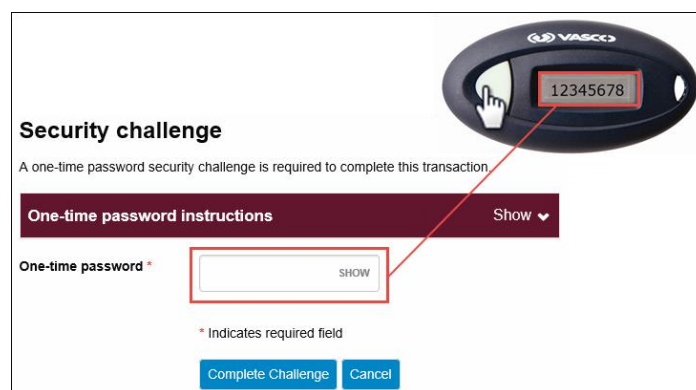 VASCO
12345678
Security challenge
A one-time password security challenge is required to complete this transaction.
One-time password instructions Show
One-time password * SHOW
* Indicates required field
Complete Challenge Cancel